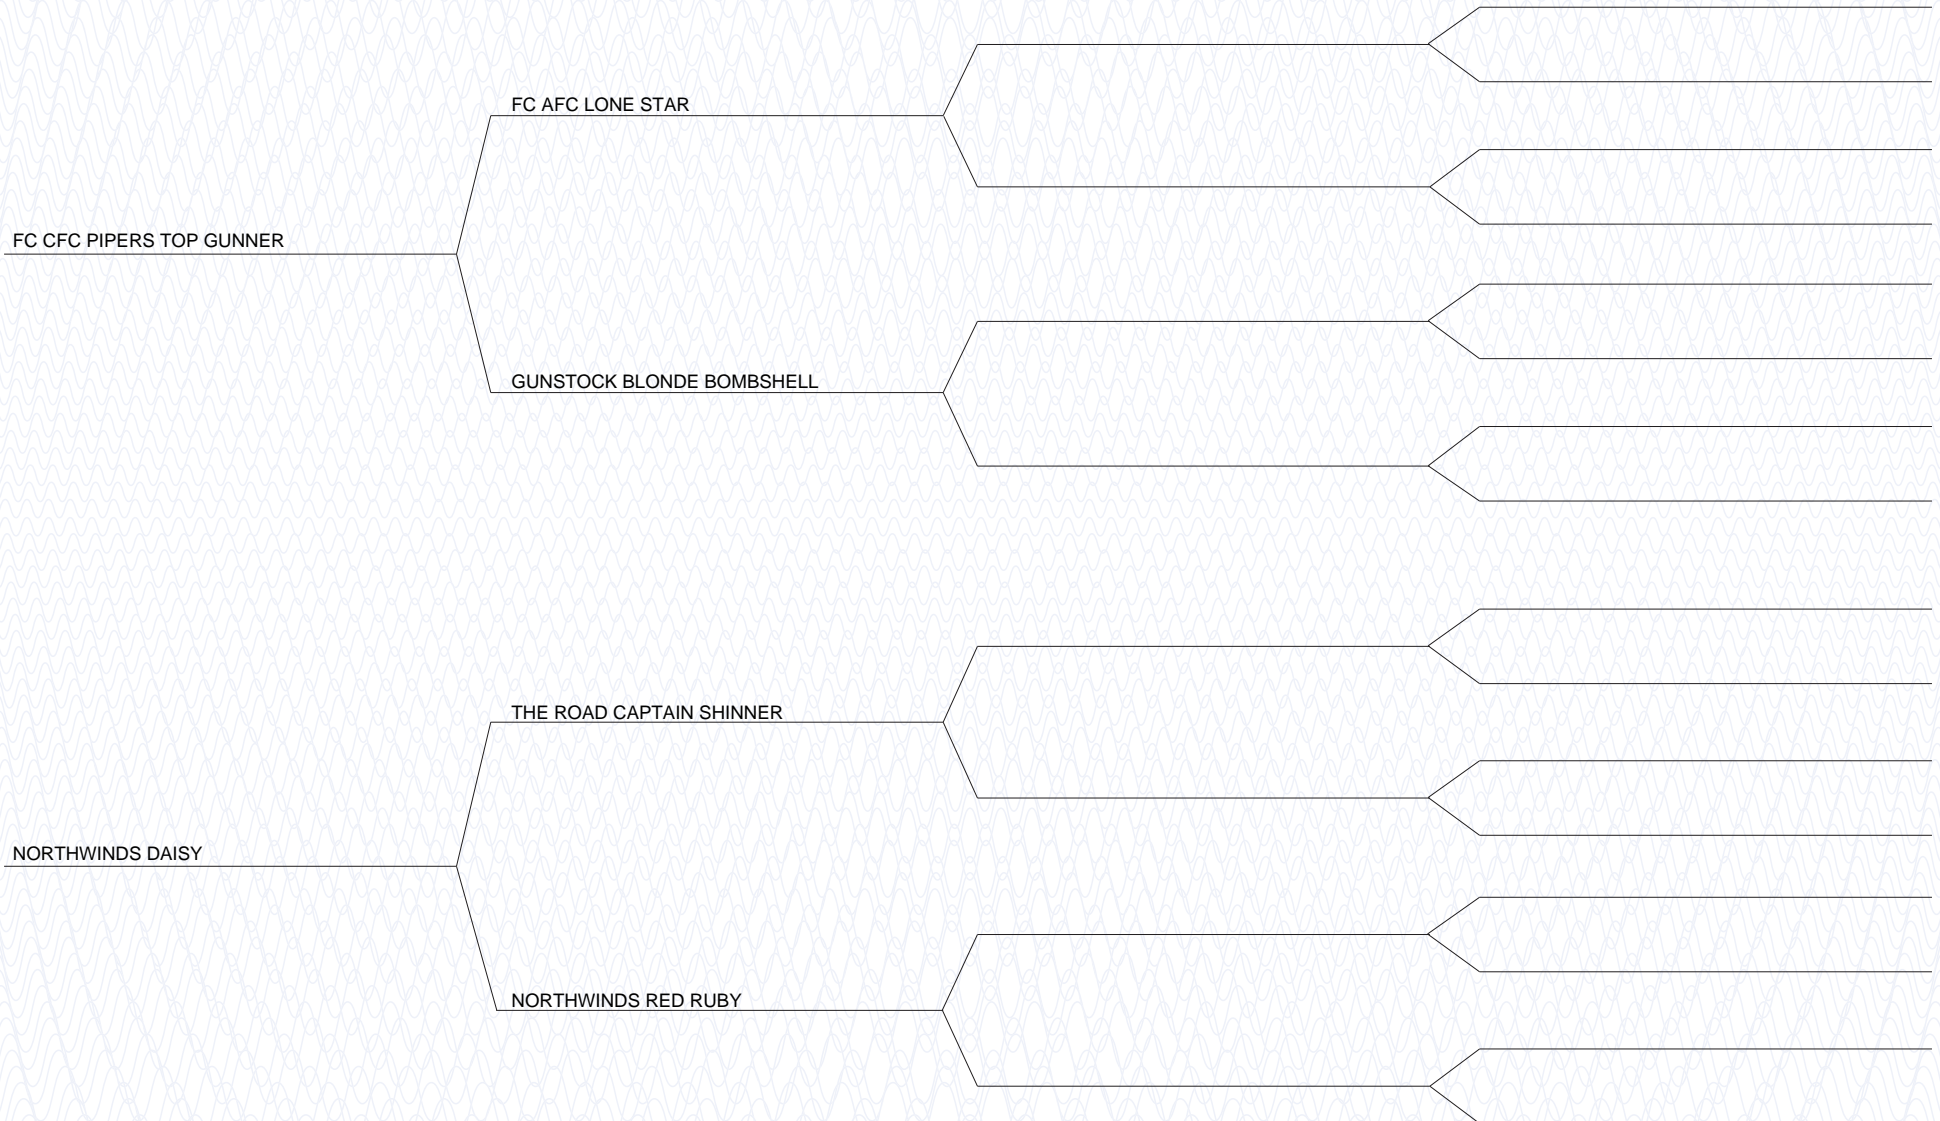 FC AFC LONE STAR
FC CFC PIPERS TOP GUNNER
GUNSTOCK BLONDE BOMBSHELL
THE ROAD CAPTAIN SHINNER
NORTHWINDS DAISY
NORTHWINDS RED RUBY